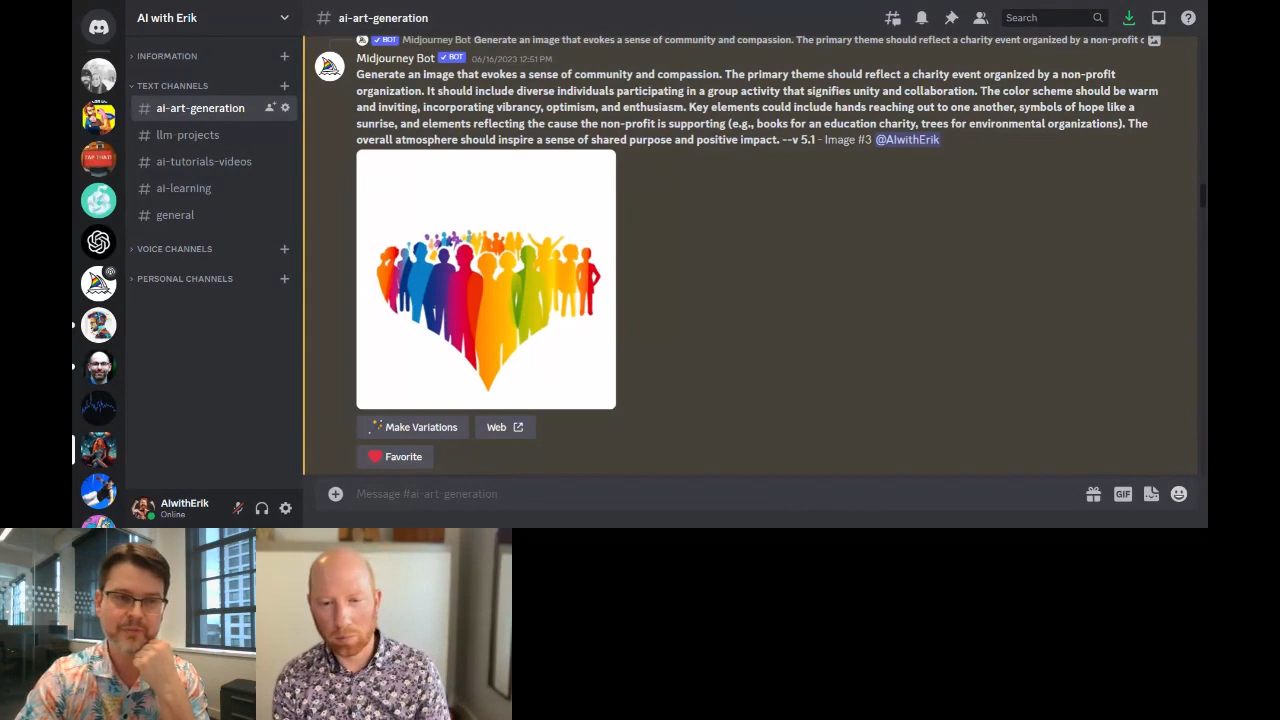 AI with Erik
# ai-art-generation
Search
INFORMATION
TEXT CHANNELS
# ai-art-generation
# llm-projects
# ai-tutorials-videos
# ai-learning
# general
VOICE CHANNELS
PERSONAL CHANNELS
TAP THAT!
AIwithErik
Online
BOT Midjourney Bot Generate an image that evokes a sense of community and compassion. The primary theme should reflect a charity event organized by a non-profit c
Midjourney Bot BOT 06/16/2023 12:51 PM
Generate an image that evokes a sense of community and compassion. The primary theme should reflect a charity event organized by a non-profit
organization. It should include diverse individuals participating in a group activity that signifies unity and collaboration. The color scheme should be warm
and inviting, incorporating vibrancy, optimism, and enthusiasm. Key elements could include hands reaching out to one another, symbols of hope like a
sunrise, and elements reflecting the cause the non-profit is supporting (e.g., books for an education charity, trees for environmental organizations). The
overall atmosphere should inspire a sense of shared purpose and positive impact. --v 5.1 - Image #3 @AIwithErik
Make Variations
Web
Favorite
Message #ai-art-generation
GIF